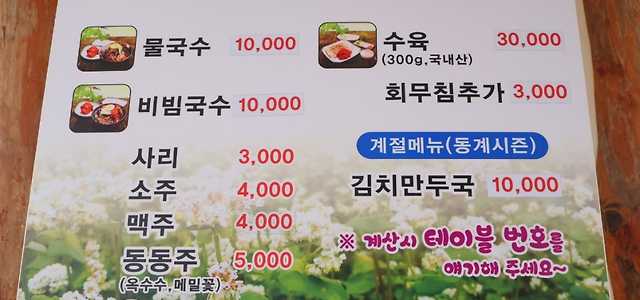 물국수 10,000
비빔국수 10,000
사리 3,000
소주 4,000
맥주 4,000
동동주 5,000
(옥수수,메밀꽃)
수육 30,000
(300g,국내산)
회무침추가 3,000
계절메뉴(동계시즌)
김치만두국 10,000
※ 계산시 테이블 번호를
얘기해 주세요~